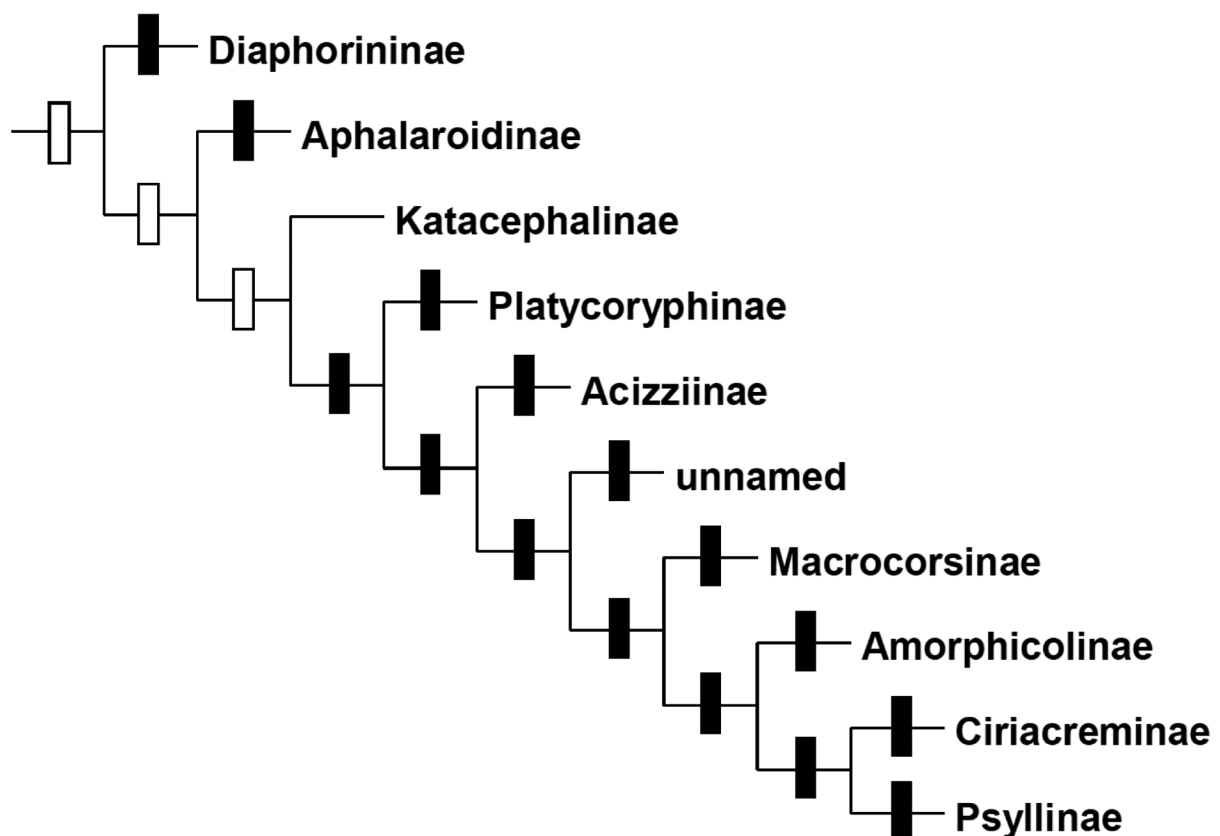 Diaphorininae
Aphalaroidinae
Katacephalinae
Platycoryphinae
Acizziinae
unnamed
Macrocorsinae
Amorphicolinae
Ciriacreminae
Psyllinae